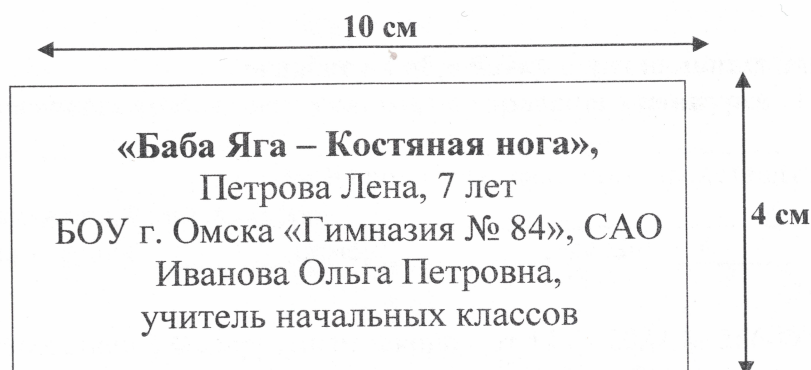 10 см
«Баба Яга – Костяная нога»,
Петрова Лена, 7 лет
БОУ г. Омска «Гимназия № 84», САО
4 см
Иванова Ольга Петровна,
учитель начальных классов